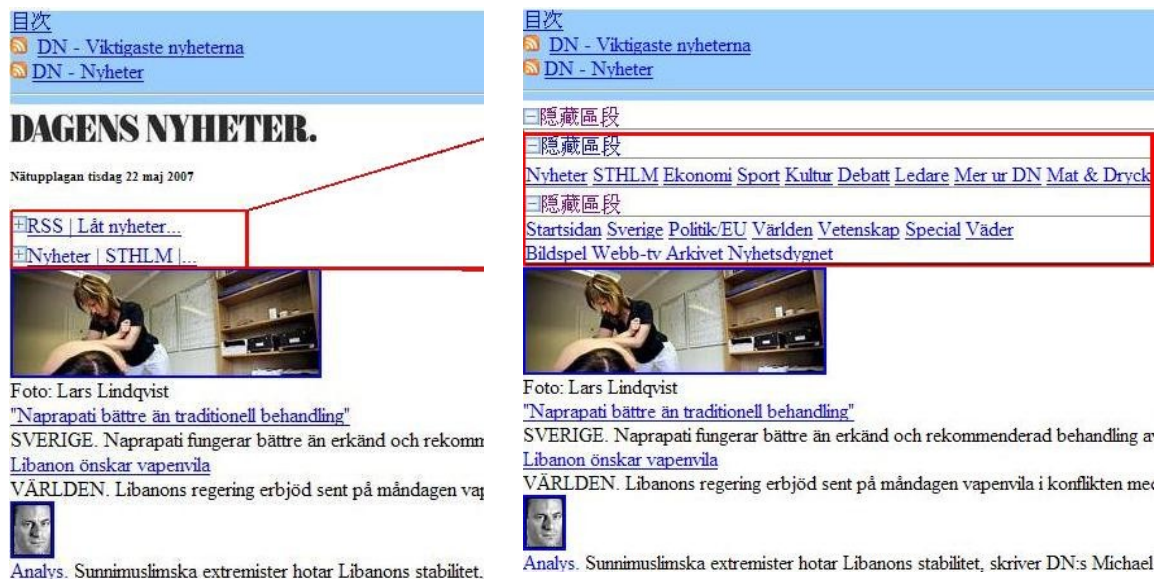 目次
DN - Viktigaste nyheterna
DN - Nyheter
DAGENS NYHETER.
Nätupplagan tisdag 22 maj 2007
RSS | Låt nyheter...
Nyheter | STHLM |...
Foto: Lars Lindqvist
"Naprapati bättre än traditionell behandling"
SVERIGE. Naprapati fungerar bättre än erkänd och rekomm
Libanon önskar vapenvila
VÄRLDEN. Libanons regering erbjöd sent på måndagen vap
Analys. Sunnimuslimska extremister hotar Libanons stabilitet,
目次
DN - Viktigaste nyheterna
DN - Nyheter
隱藏區段
隱藏區段
Nyheter STHLM Ekonomi Sport Kultur Debatt Ledare Mer ur DN Mat & Dryck
隱藏區段
Startsidan Sverige Politik/EU Världen Vetenskap Special Väder
Bildspel Webb-tv Arkivet Nyhetsdygnet
Foto: Lars Lindqvist
"Naprapati bättre än traditionell behandling"
SVERIGE. Naprapati fungerar bättre än erkänd och rekommenderad behandling av
Libanon önskar vapenvila
VÄRLDEN. Libanons regering erbjöd sent på måndagen vapenvila i konflikten med
Analys. Sunnimuslimska extremister hotar Libanons stabilitet, skriver DN:s Michael